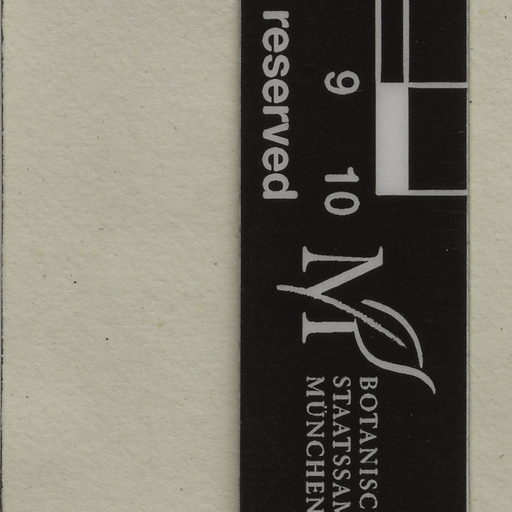 9 10
reserved
M
BOTANISC
STAATSSAM
MÜNCHEN